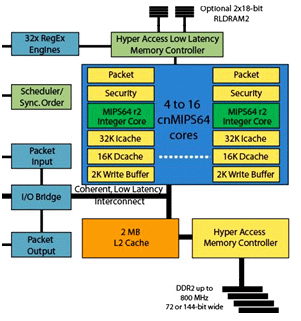 Optional 2x18-bit
RLDRAM2
32x RegEx
Engines
Hyper Access Low Latency
Memory Controller
Scheduler/
Sync. Order
Packet
Security
MIPS64 r2
Integer Core
32K Icache
16K Dcache
2K Write Buffer
4 to 16
cnMIPS64
cores
Packet
Security
MIPS64 r2
Integer Core
32K Icache
16K Dcache
2K Write Buffer
Packet
Input
I/O Bridge
Packet
Output
Coherent, Low Latency
Interconnect
2 MB
L2 Cache
Hyper Access
Memory Controller
DDR2 up to
800 MHz
72 or 144-bit wide